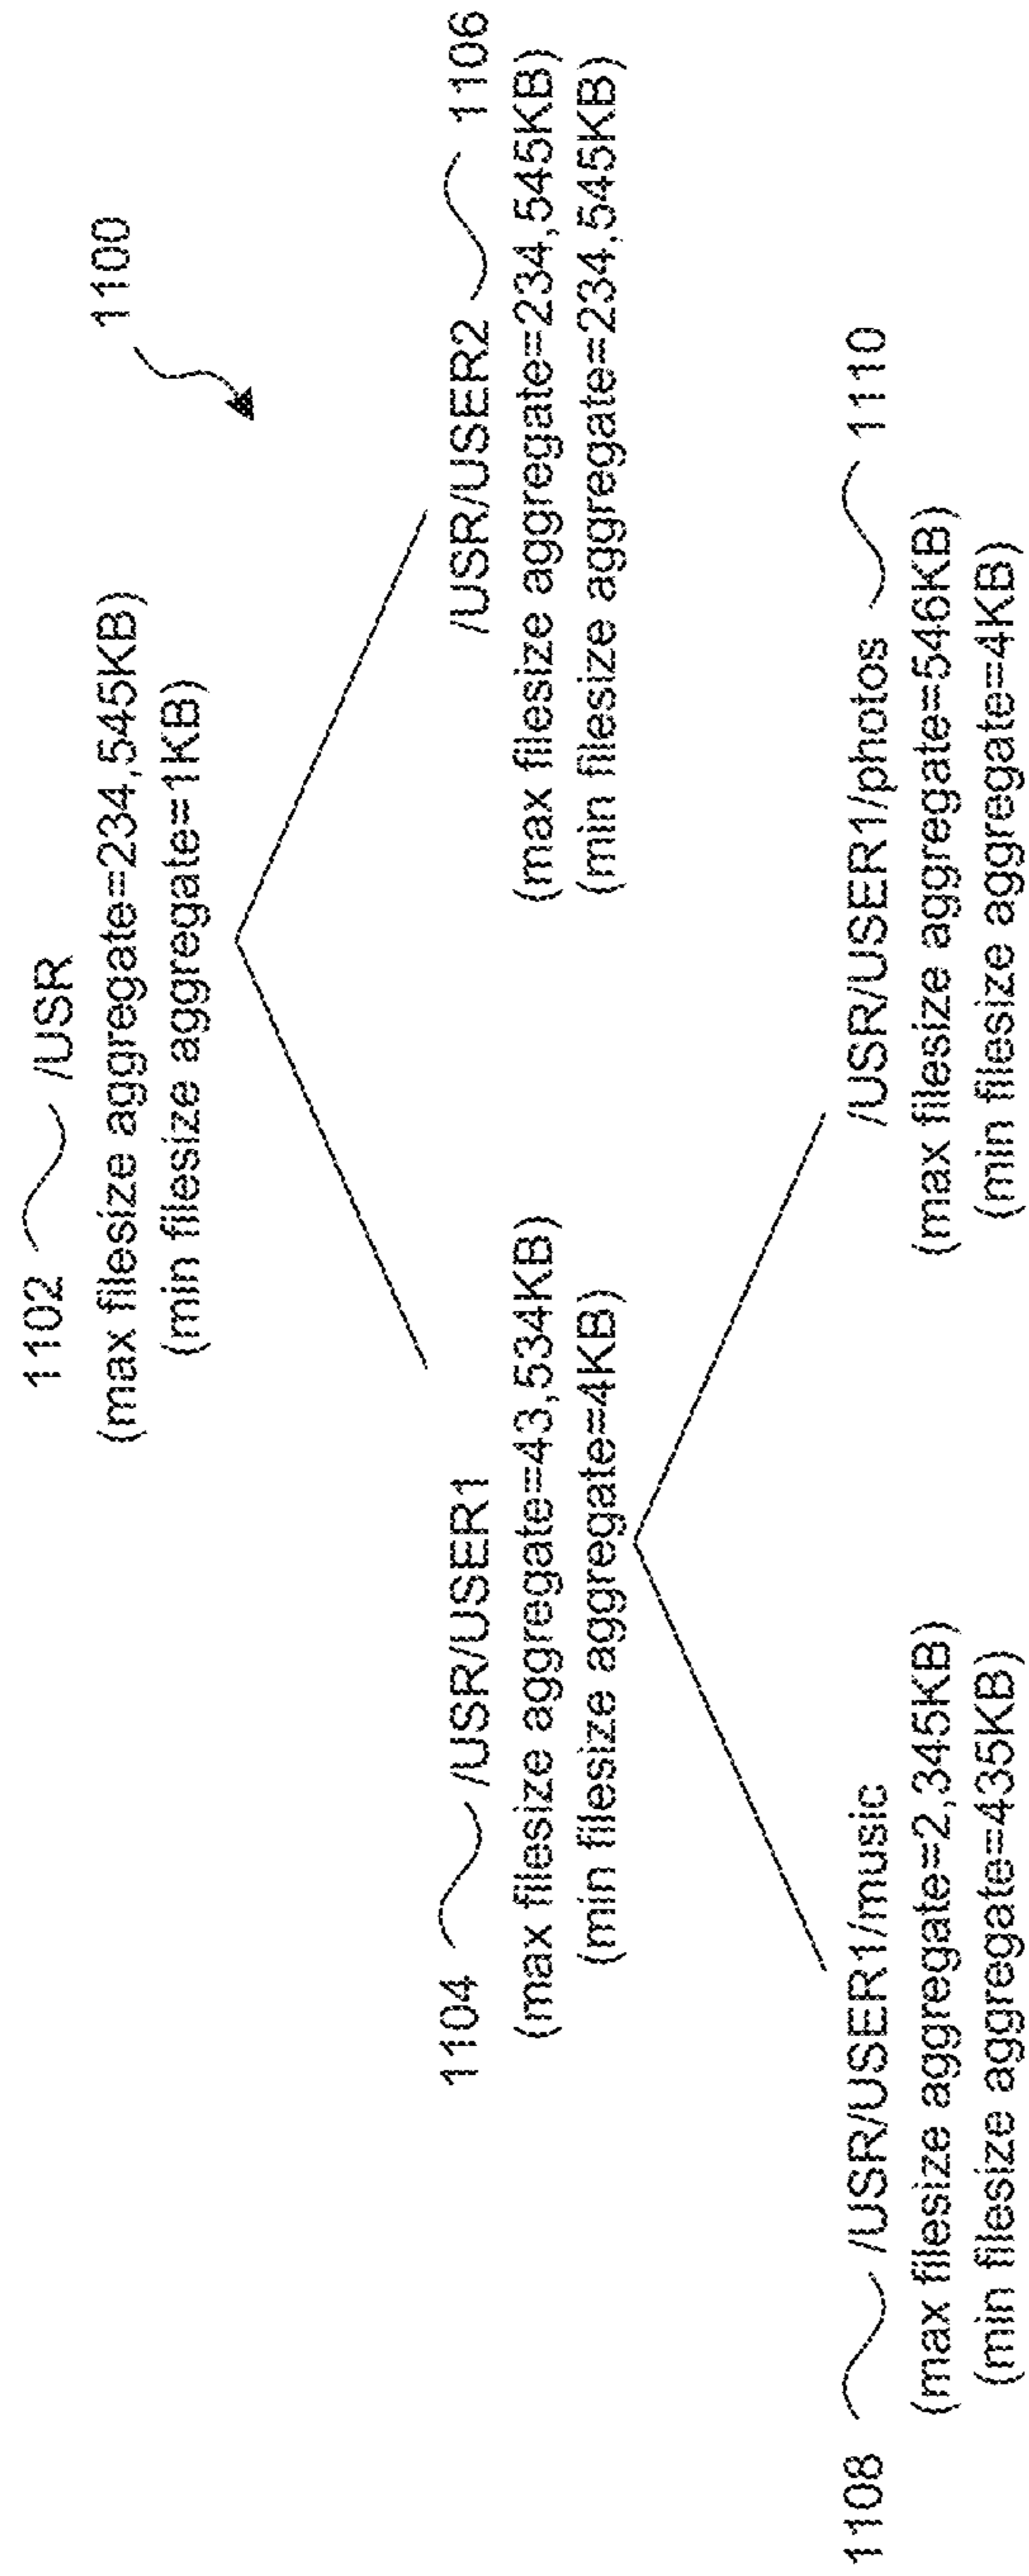 1100
1102 /USR
(max filesize aggregate=234,545KB)
(min filesize aggregate=1KB)
1104 /USR/USER1
(max filesize aggregate=43,534KB)
(min filesize aggregate=4KB)
/USR/USER2 1106
(max filesize aggregate=234,545KB)
(min filesize aggregate=234,545KB)
1108 /USR/USER1/music
(max filesize aggregate=2,345KB)
(min filesize aggregate=435KB)
/USR/USER1/photos 1110
(max filesize aggregate=546KB)
(min filesize aggregate=4KB)